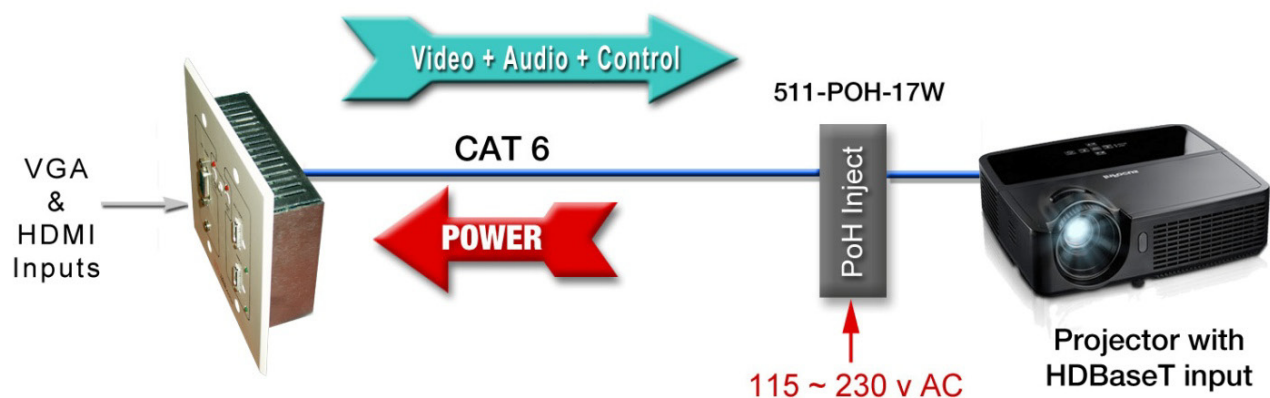 Video + Audio + Control
511-POH-17W
CAT 6
VGA
&
HDMI
Inputs
POWER
PoH Inject
115 ~ 230 v AC
Projector with
HDBaseT input